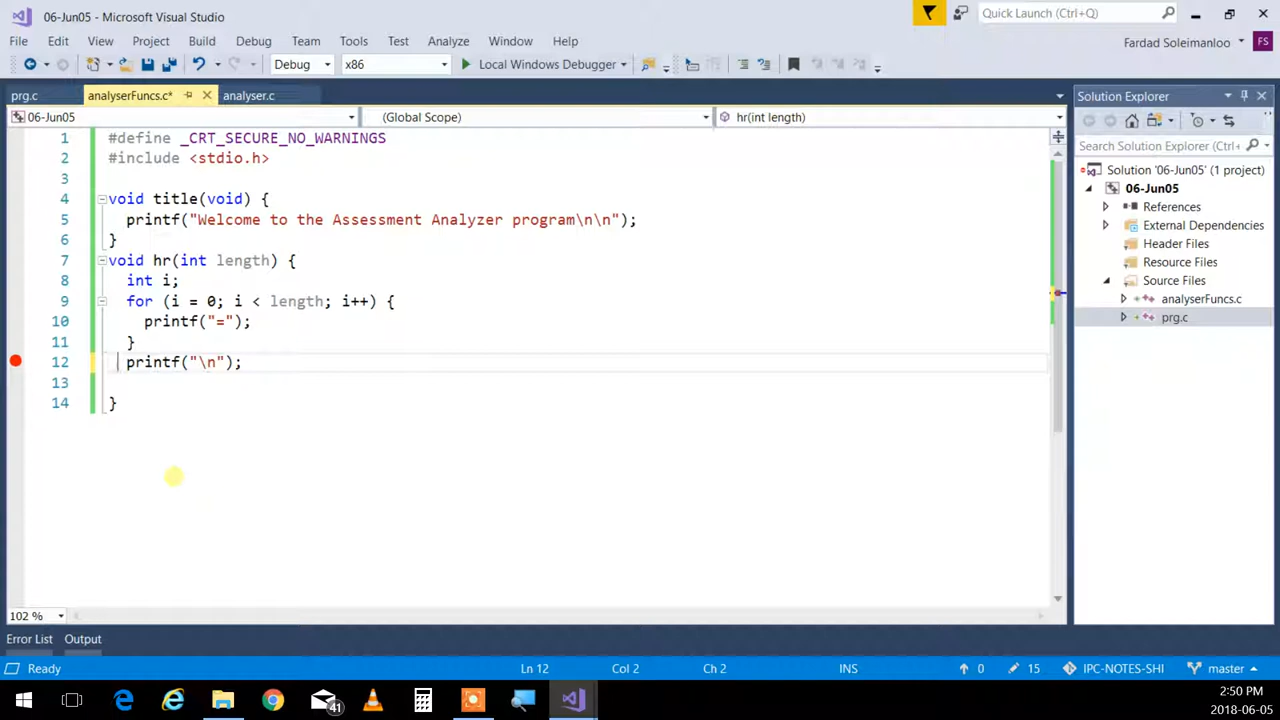 06-Jun05 - Microsoft Visual Studio
Quick Launch (Ctrl+Q)
File Edit View Project Build Debug Team Tools Test Analyze Window Help
Fardad Soleimanloo FS
Debug x86 Local Windows Debugger
prg.c analyserFuncs.c* analyser.c
06-Jun05 (Global Scope) hr(int length)
1 #define _CRT_SECURE_NO_WARNINGS
2 #include <stdio.h>
3
4 void title(void) {
5 printf("Welcome to the Assessment Analyzer program\n\n");
6 }
7 void hr(int length) {
8 int i;
9 for (i = 0; i < length; i++) {
10 printf("=");
11 }
12 printf("\n");
13
14 }
102 %
Solution Explorer
Search Solution Explorer (Ctrl+
Solution '06-Jun05' (1 project)
06-Jun05
References
External Dependencies
Header Files
Resource Files
Source Files
analyserFuncs.c
prg.c
Error List Output
Ready Ln 12 Col 2 Ch 2 INS 0 15 IPC-NOTES-SHI master
41
2:50 PM
2018-06-05